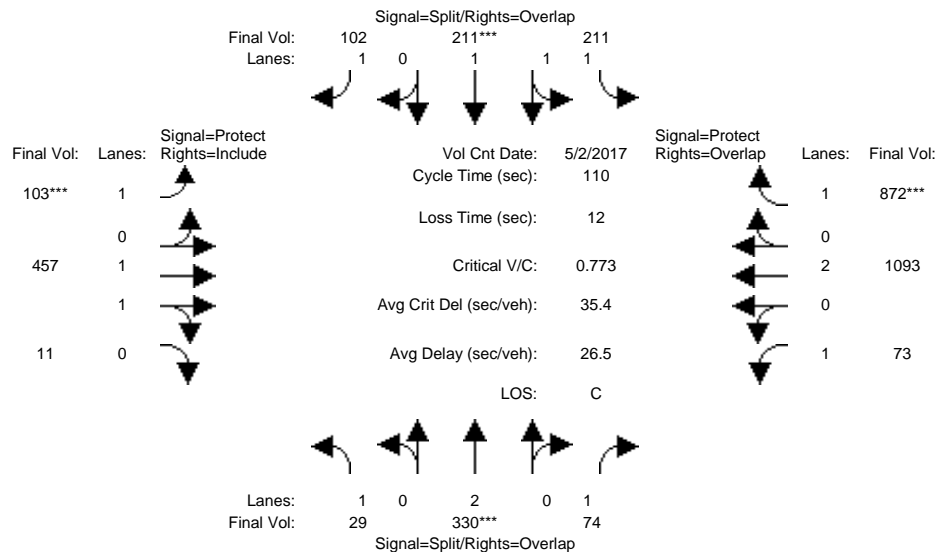 Signal=Split/Rights=Overlap
Final Vol: 102 211*** 211
Lanes: 1 0 1 1 1
Signal=Protect
Final Vol: Lanes: Rights=Include
Vol Cnt Date: 5/2/2017
Signal=Protect
Rights=Overlap Lanes: Final Vol:
Cycle Time (sec): 110
103*** 1
1 872***
Loss Time (sec): 12
0
0
457 1
Critical V/C: 0.773
2 1093
1
Avg Crit Del (sec/veh): 35.4
0
11 0
Avg Delay (sec/veh): 26.5
1 73
LOS: C
Lanes: 1 0 2 0 1
Final Vol: 29 330*** 74
Signal=Split/Rights=Overlap